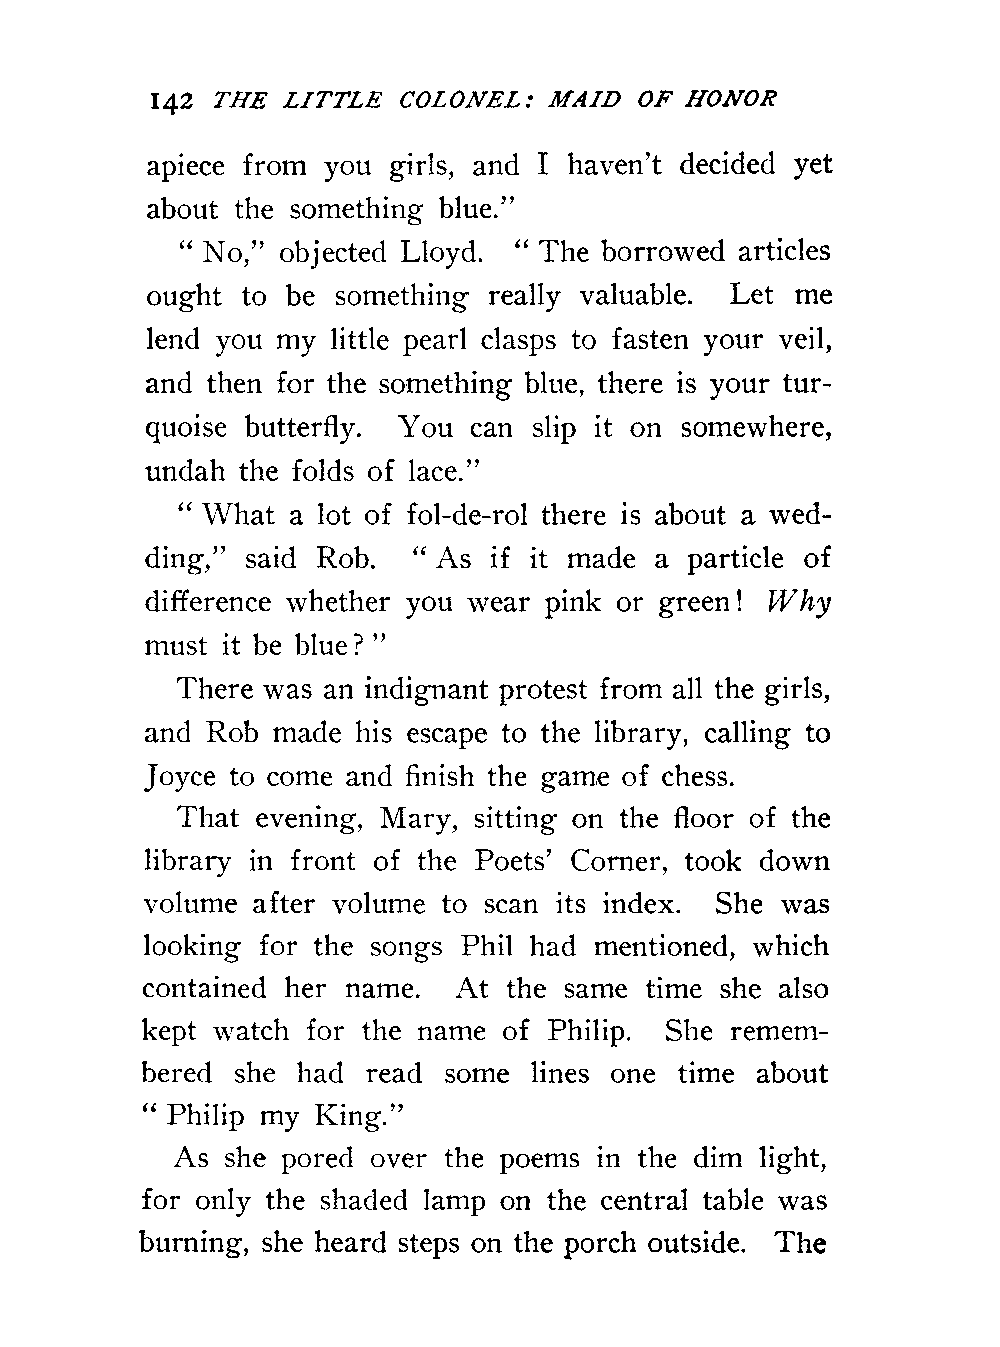 142 THE LITTLE COLONEL: MAID OF HONOR
apiece from you girls, and I haven't decided yet
about the something blue."
"No," objected Lloyd. "The borrowed articles
ought to be something really valuable. Let me
lend you my little pearl clasps to fasten your veil,
and then for the something blue, there is your tur-
quoise butterfly. You can slip it on somewhere,
undah the folds of lace."
"What a lot of fol-de-rol there is about a wed-
ding," said Rob. "As if it made a particle of
difference whether you wear pink or green! Why
must it be blue?"
There was an indignant protest from all the girls,
and Rob made his escape to the library, calling to
Joyce to come and finish the game of chess.
That evening, Mary, sitting on the floor of the
library in front of the Poets' Corner, took down
volume after volume to scan its index. She was
looking for the songs Phil had mentioned, which
contained her name. At the same time she also
kept watch for the name of Philip. She remem-
bered she had read some lines one time about
"Philip my King."
As she pored over the poems in the dim light,
for only the shaded lamp on the central table was
burning, she heard steps on the porch outside. The